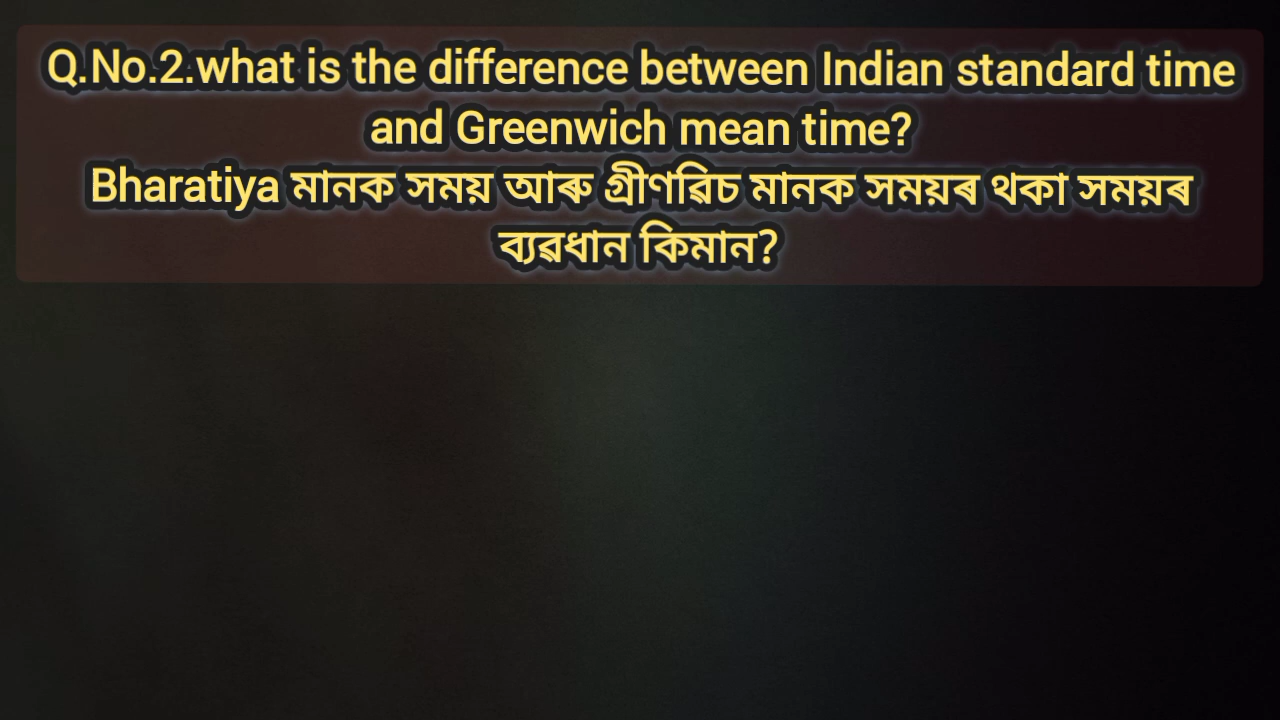 Q.No.2.what is the difference between Indian standard time
and Greenwich mean time?
Bharatiya মানক সময় আৰু গ্ৰীণৱিচ মানক সময়ৰ থকা সময়ৰ
ব্যৱধান কিমান?